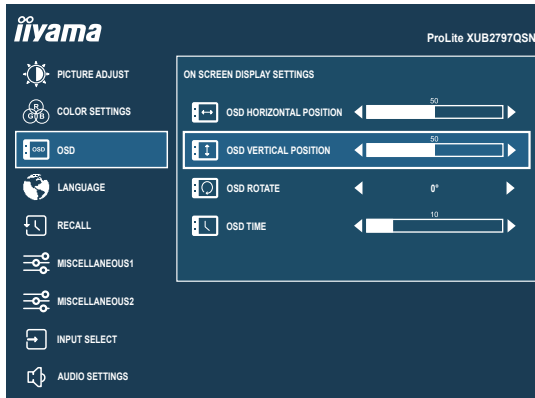 iiyama
ProLite XUB2797QSN
PICTURE ADJUST
COLOR SETTINGS
R
G B
OSD
OSD
LANGUAGE
RECALL
MISCELLANEOUS1
MISCELLANEOUS2
INPUT SELECT
AUDIO SETTINGS
ON SCREEN DISPLAY SETTINGS
OSD HORIZONTAL POSITION
50
OSD VERTICAL POSITION
50
OSD ROTATE
0°
OSD TIME
10